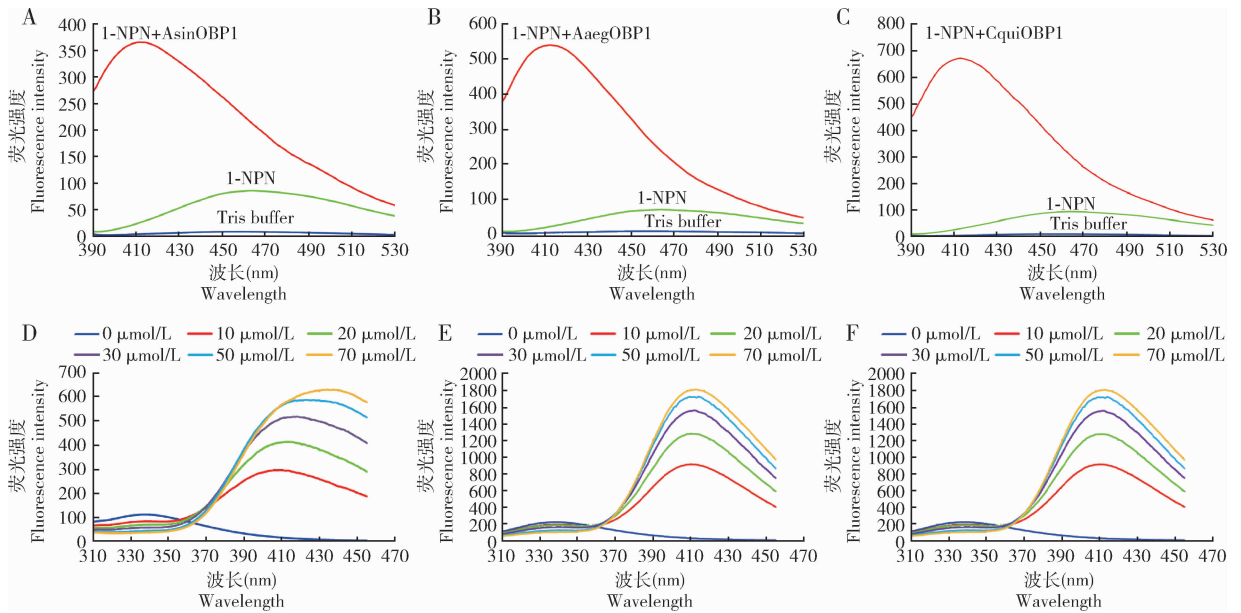 A
400
350
300
250
200
150
100
50
0
荧光强度
Fluorescence intensity
1-NPN+AsinOBP1
1-NPN
Tris buffer
390 410 430 450 470 490 510 530
波长(nm)
Wavelength
B
600
500
400
300
200
100
0
荧光强度
Fluorescence intensity
1-NPN+AaegOBP1
1-NPN
Tris buffer
390 410 430 450 470 490 510 530
波长(nm)
Wavelength
C
800
700
600
500
400
300
200
100
0
荧光强度
Fluorescence intensity
1-NPN+CquiOBP1
1-NPN
Tris buffer
390 410 430 450 470 490 510 530
波长(nm)
Wavelength
D
0 μmol/L 10 μmol/L 20 μmol/L
30 μmol/L 50 μmol/L 70 μmol/L
700
600
500
400
300
200
100
0
荧光强度
Fluorescence intensity
310 330 350 370 390 410 430 450 470
波长(nm)
Wavelength
E
0 μmol/L 10 μmol/L 20 μmol/L
30 μmol/L 50 μmol/L 70 μmol/L
2000
1800
1600
1400
1200
1000
800
600
400
200
0
荧光强度
Fluorescence intensity
310 330 350 370 390 410 430 450 470
波长(nm)
Wavelength
F
0 μmol/L 10 μmol/L 20 μmol/L
30 μmol/L 50 μmol/L 70 μmol/L
2000
1800
1600
1400
1200
1000
800
600
400
200
0
荧光强度
Fluorescence intensity
310 330 350 370 390 410 430 450 470
波长(nm)
Wavelength